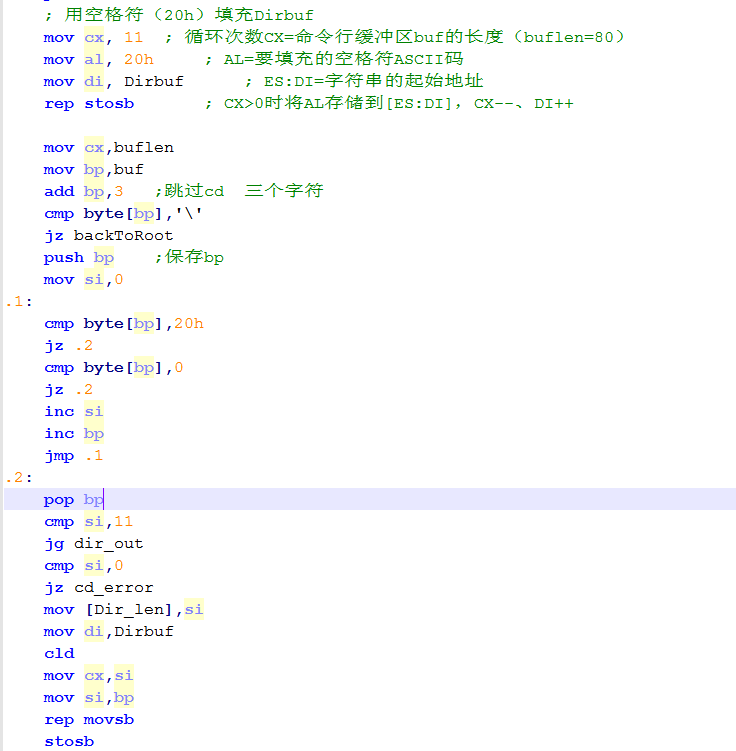 ; 用空格符（20h）填充Dirbuf
mov cx, 11  ; 循环次数CX=命令行缓冲区buf的长度（buflen=80）
mov al, 20h     ; AL=要填充的空格符ASCII码
mov di, Dirbuf      ; ES:DI=字符串的起始地址
rep stosb       ; CX>0时将AL存储到[ES:DI]，CX--、DI++
mov cx,buflen
mov bp,buf
add bp,3   ;跳过cd  三个字符
cmp byte[bp],'\'
jz backToRoot
push bp    ;保存bp
mov si,0
.1:
cmp byte[bp],20h
jz .2
cmp byte[bp],0
jz .2
inc si
inc bp
jmp .1
.2:
pop bp
cmp si,11
jg dir_out
cmp si,0
jz cd_error
mov [Dir_len],si
mov di,Dirbuf
cld
mov cx,si
mov si,bp
rep movsb
stosb